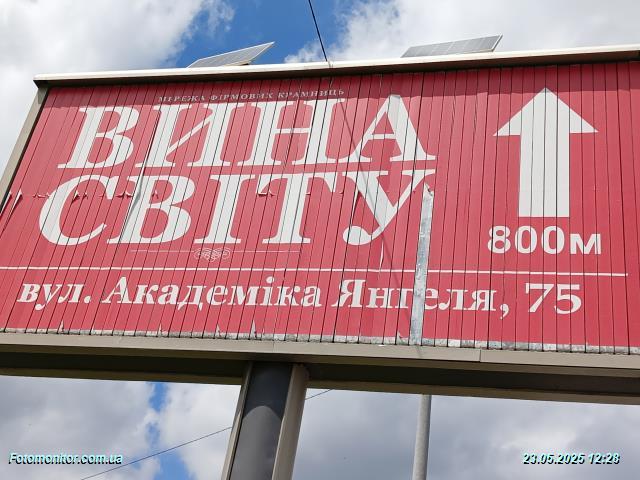 МЕРЕЖА ФІРМОВИХ КРАМНИЦЬ
ВИНА
СВІТУ
800м
вул. Академіка Янгеля, 75
Fotomonitor.com.ua
23.05.2025 12:28